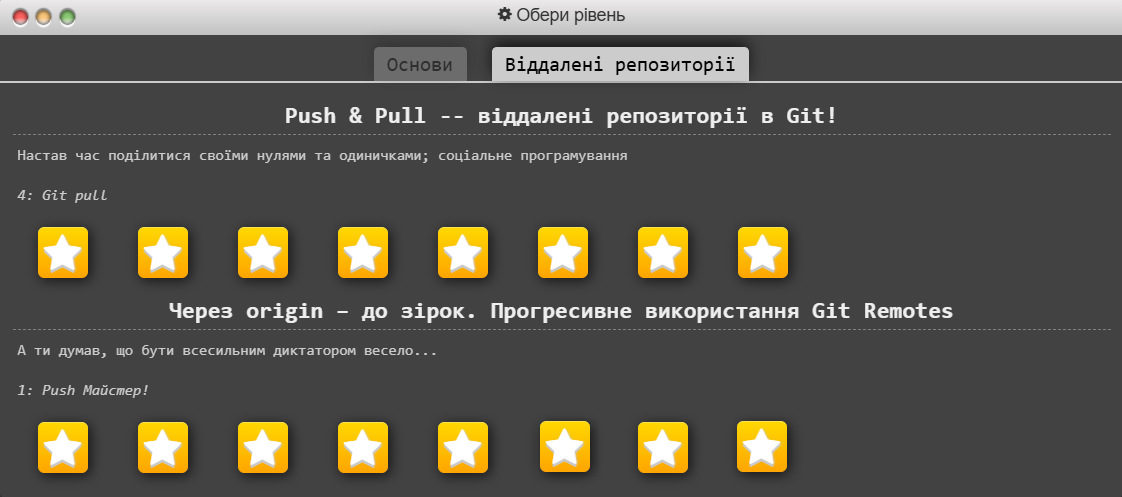 Обери рівень
Основи
Віддалені репозиторії
Push & Pull -- віддалені репозиторії в Git!
Настав час поділитися своїми нулями та одиничками; соціальне програмування
4: Git pull
Через origin – до зірок. Прогресивне використання Git Remotes
А ти думав, що бути всесильним диктатором весело...
1: Push Майстер!